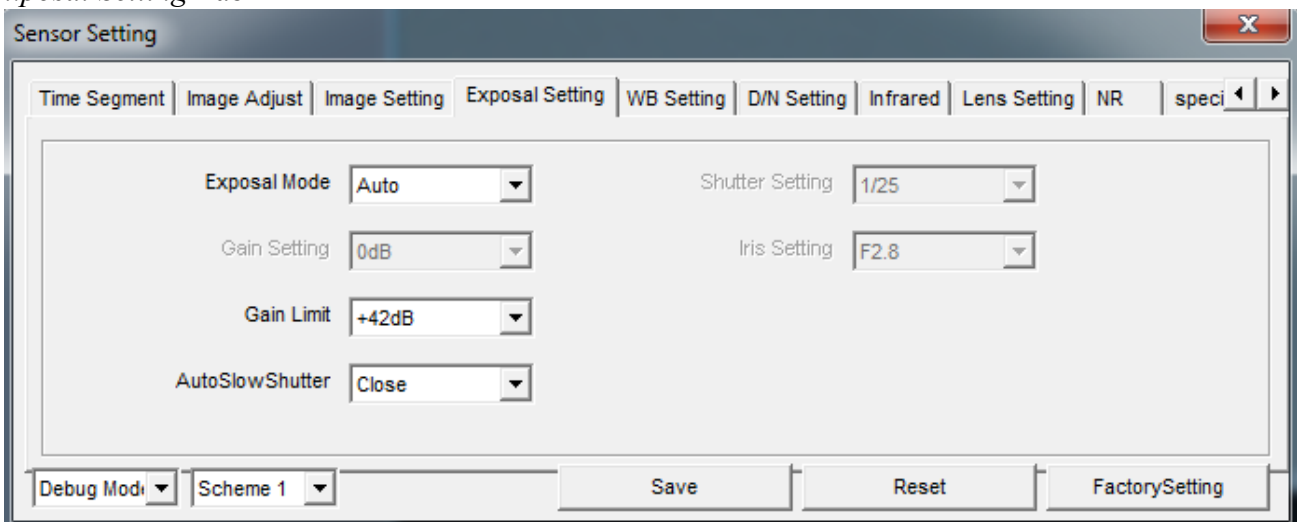 Sensor Setting
Time Segment Image Adjust Image Setting Exposal Setting WB Setting D/N Setting Infrared Lens Setting NR speci
Exposal Mode Auto Shutter Setting 1/25
Gain Setting 0dB Iris Setting F2.8
Gain Limit +42dB
AutoSlowShutter Close
Debug Mod Scheme 1 Save Reset FactorySetting